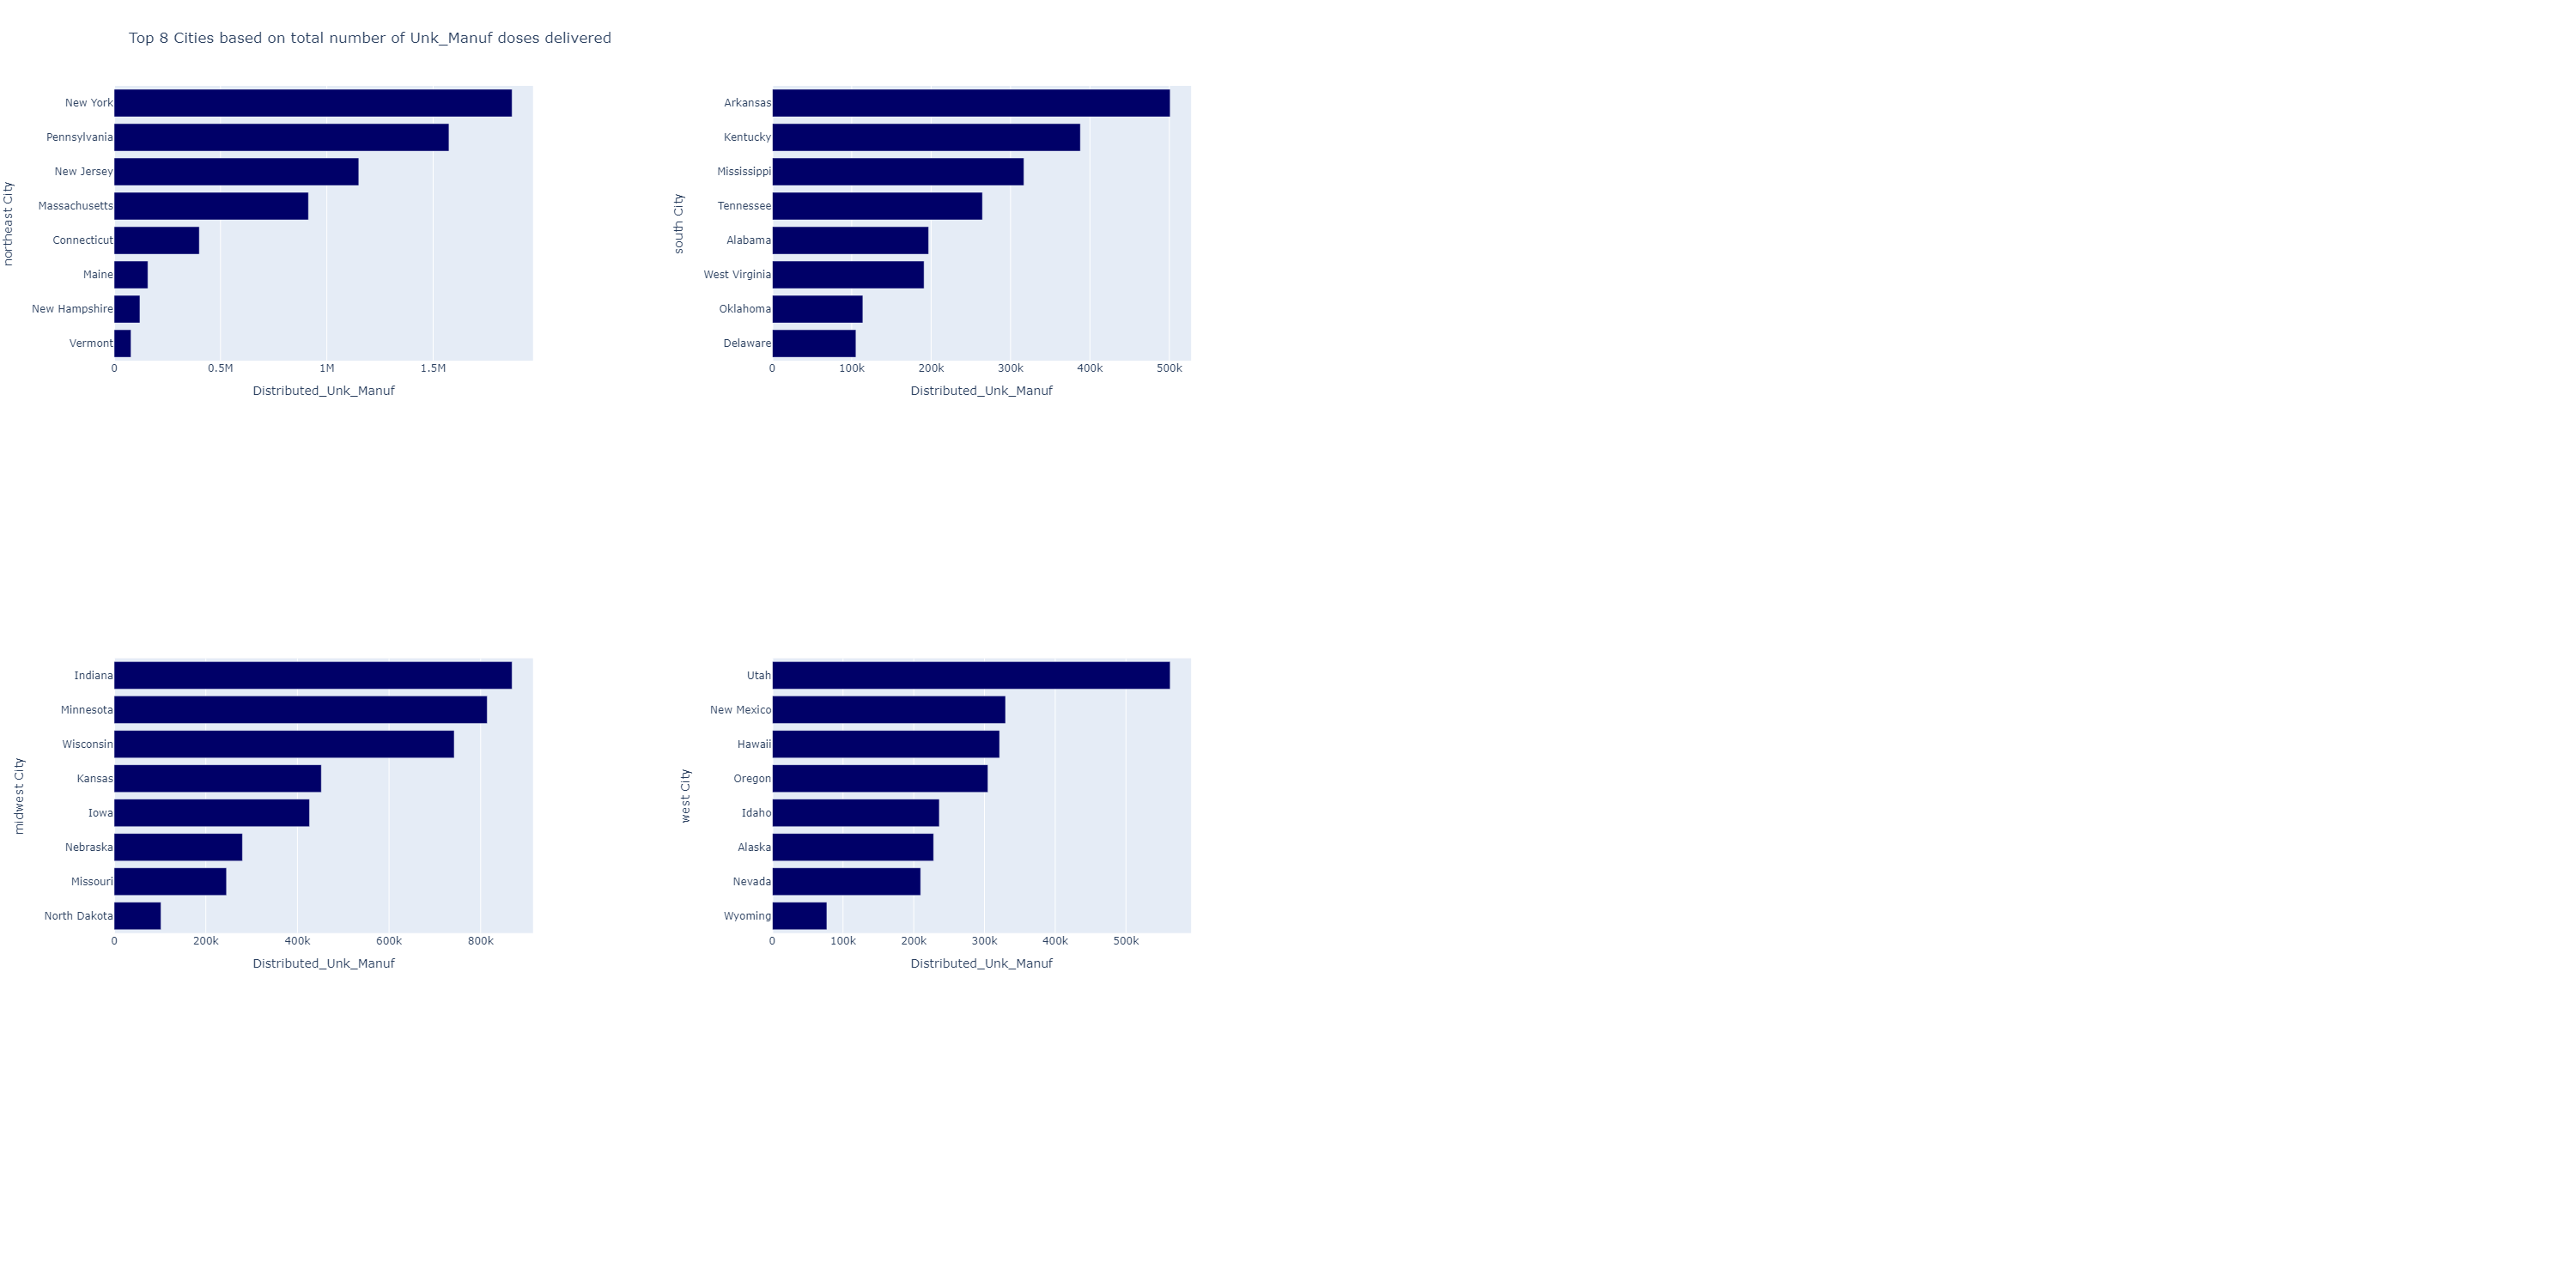 Top 8 Cities based on total number of Unk_Manuf doses delivered
northeast City
New York
Pennsylvania
New Jersey
Massachusetts
Connecticut
Maine
New Hampshire
Vermont
0 0.5M 1M 1.5M
Distributed_Unk_Manuf
south City
Arkansas
Kentucky
Mississippi
Tennessee
Alabama
West Virginia
Oklahoma
Delaware
0 100k 200k 300k 400k 500k
Distributed_Unk_Manuf
midwest City
Indiana
Minnesota
Wisconsin
Kansas
Iowa
Nebraska
Missouri
North Dakota
0 200k 400k 600k 800k
Distributed_Unk_Manuf
west City
Utah
New Mexico
Hawaii
Oregon
Idaho
Alaska
Nevada
Wyoming
0 100k 200k 300k 400k 500k
Distributed_Unk_Manuf